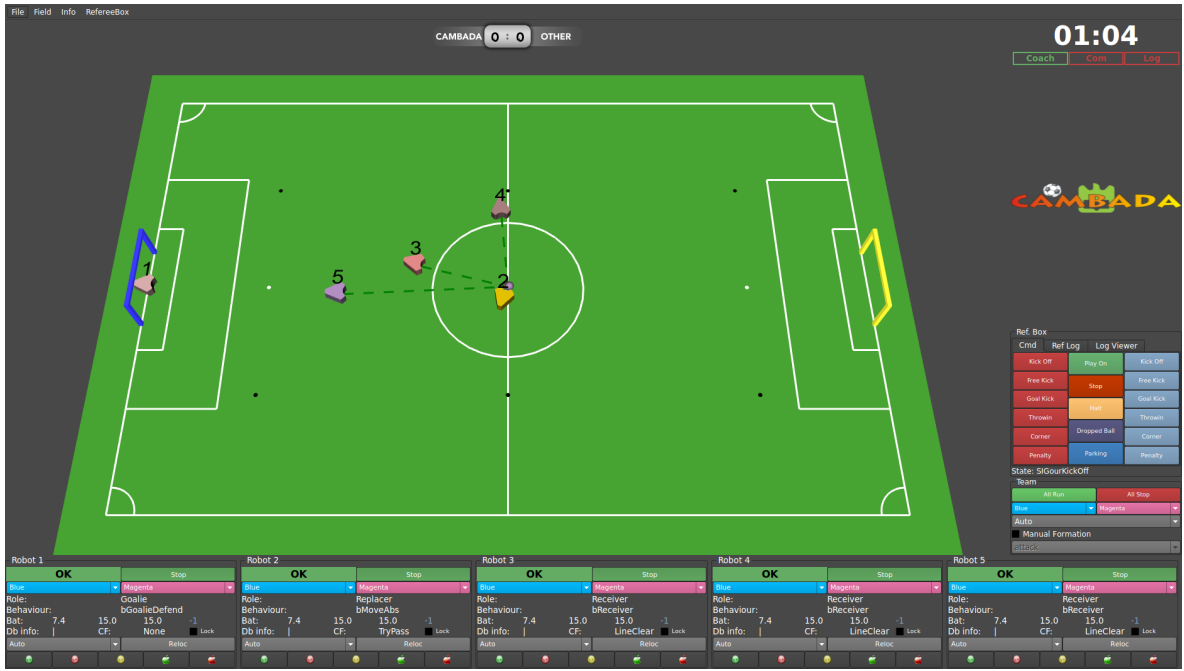 File Field Info RefereeBox
CAMBADA 0 : 0 OTHER
01:04
Coach Com Log
CAMBADA
4
3
1
5
2
Ref. Box
Cmd Ref Log Log Viewer
Kick Off Play On Kick Off
Free Kick Stop Free Kick
Goal Kick Halt Goal Kick
Throwin Dropped Ball Throwin
Corner Parking Corner
Penalty Penalty
State: SIGourKickOff
Team
All Run All Stop
Blue Magenta
Auto
Manual Formation
attack
Robot 1
OK Stop
Blue Magenta
Role: Goalie
Behaviour: bGoalieDefend
Bat: 7.4 15.0 15.0 -1
Db info: | CF: None Lock
Auto Reloc
Robot 2
OK Stop
Blue Magenta
Role: Replacer
Behaviour: bMoveAbs
Bat: 7.4 15.0 15.0 -1
Db info: | CF: TryPass Lock
Auto Reloc
Robot 3
OK Stop
Blue Magenta
Role: Receiver
Behaviour: bReceiver
Bat: 7.4 15.0 15.0 -1
Db info: | CF: LineClear Lock
Auto Reloc
Robot 4
OK Stop
Blue Magenta
Role: Receiver
Behaviour: bReceiver
Bat: 7.4 15.0 15.0 -1
Db info: | CF: LineClear Lock
Auto Reloc
Robot 5
OK Stop
Blue Magenta
Role: Receiver
Behaviour: bReceiver
Bat: 7.4 15.0 15.0 -1
Db info: | CF: LineClear Lock
Auto Reloc